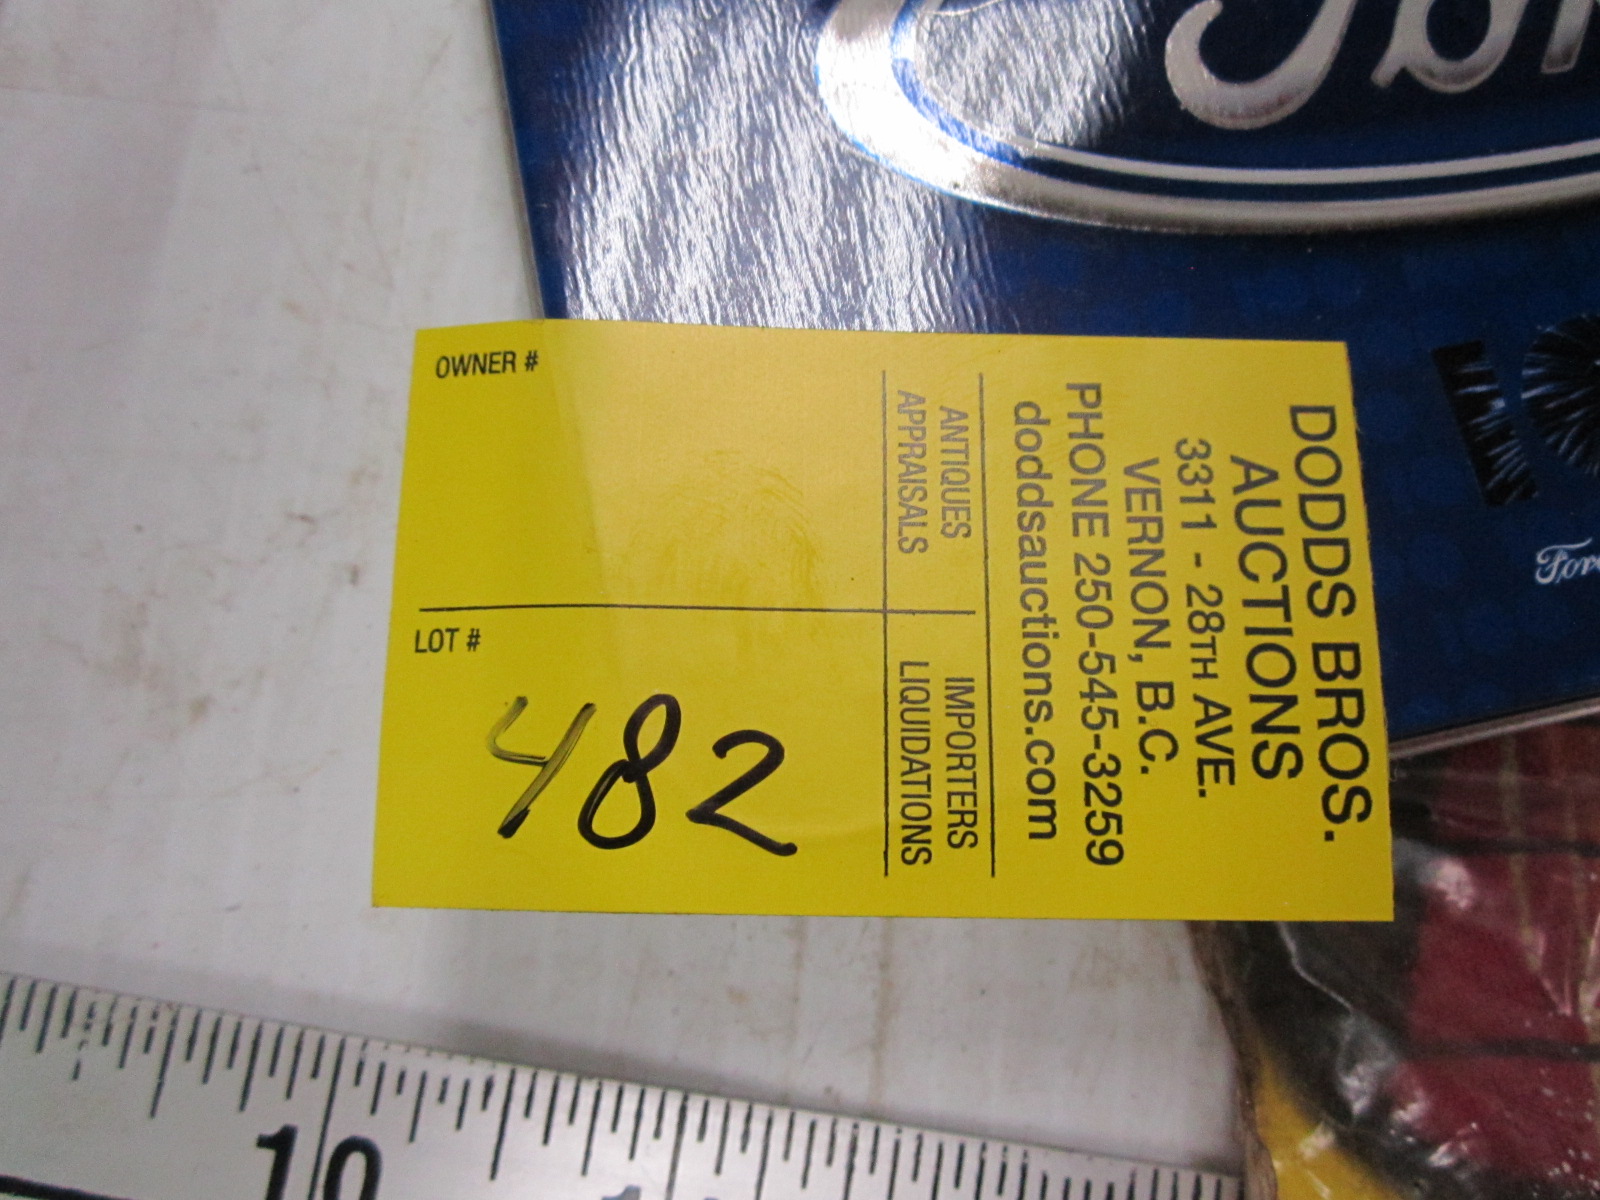 DODDS BROS.
AUCTIONS
3311 - 28TH AVE.
VERNON, B.C.
PHONE 250-545-3259
doddsauctions.com
ANTIQUES
APPRAISALS
IMPORTERS
LIQUIDATIONS
OWNER #
LOT #
482
10